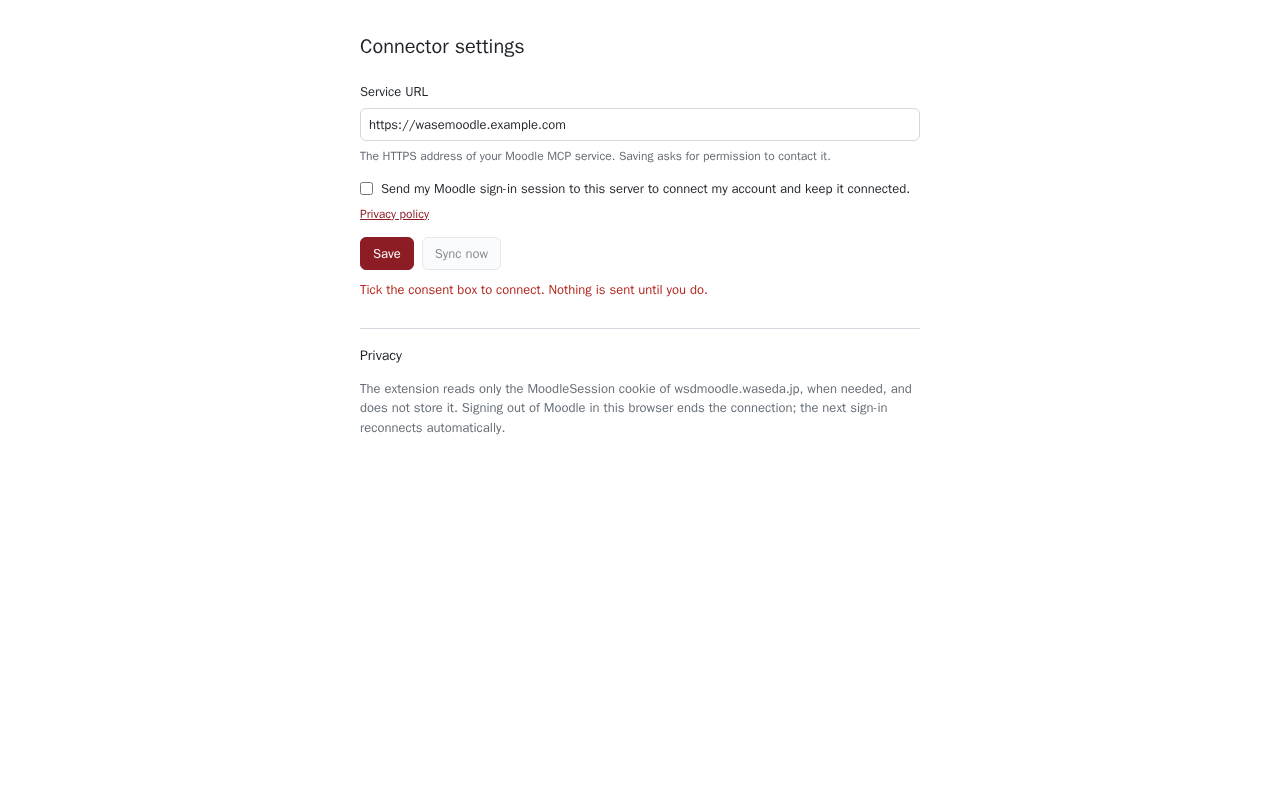 Connector settings
Service URL
https://wasemoodle.example.com
The HTTPS address of your Moodle MCP service. Saving asks for permission to contact it.
Send my Moodle sign-in session to this server to connect my account and keep it connected.
Privacy policy
Save
Sync now
Tick the consent box to connect. Nothing is sent until you do.
Privacy
The extension reads only the MoodleSession cookie of wsdmoodle.waseda.jp, when needed, and
does not store it. Signing out of Moodle in this browser ends the connection; the next sign-in
reconnects automatically.